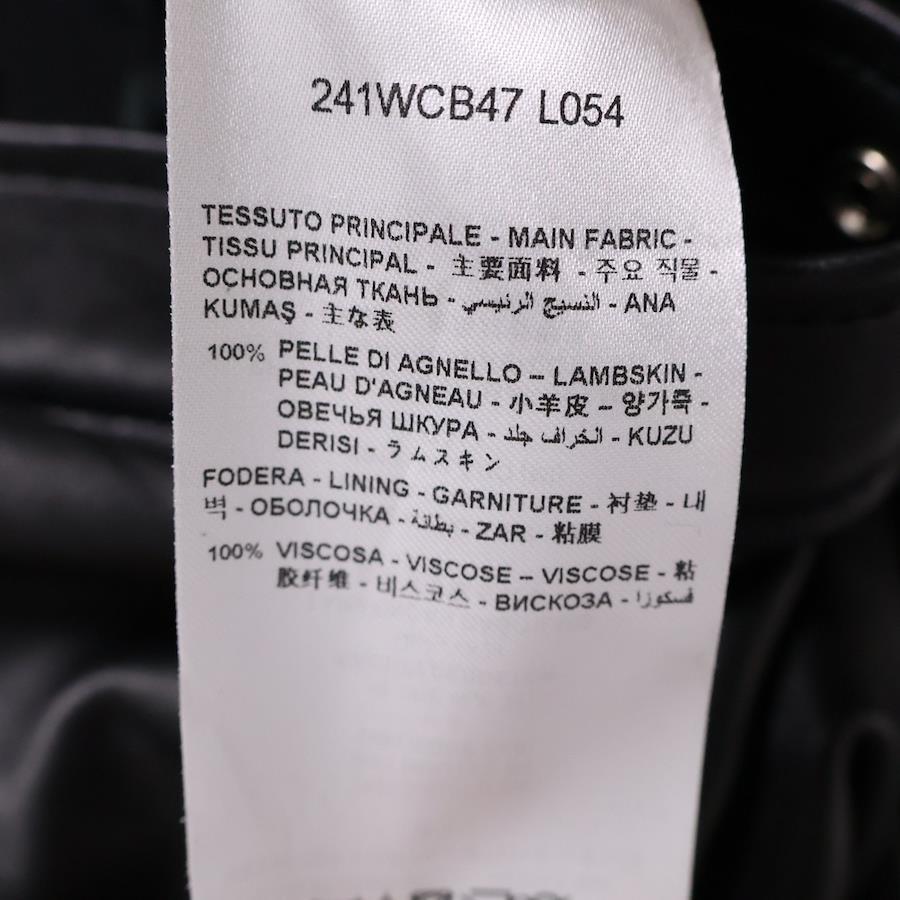 241WCB47 L054
TESSUTO PRINCIPALE - MAIN FABRIC -
TISSU PRINCIPAL - 主要面料 - 주요 직물 -
ОСНОВНАЯ ТКАНЬ - النسيج الرئيسي - ANA
KUMAŞ - 主な表
100% PELLE DI AGNELLO – LAMBSKIN -
PEAU D'AGNEAU - 小羊皮 – 양가죽 -
ОВЕЧЬЯ ШКУРА - الخراف جلد - KUZU
DERISI - ラムスキン
FODERA - LINING - GARNITURE - 衬垫 - 내
벽 - ОБОЛОЧКА - بطانة - ZAR - 粘膜
100% VISCOSA - VISCOSE – VISCOSE - 粘
胶纤维 - 비스코스 - ВИСКОЗА - فسكوزا